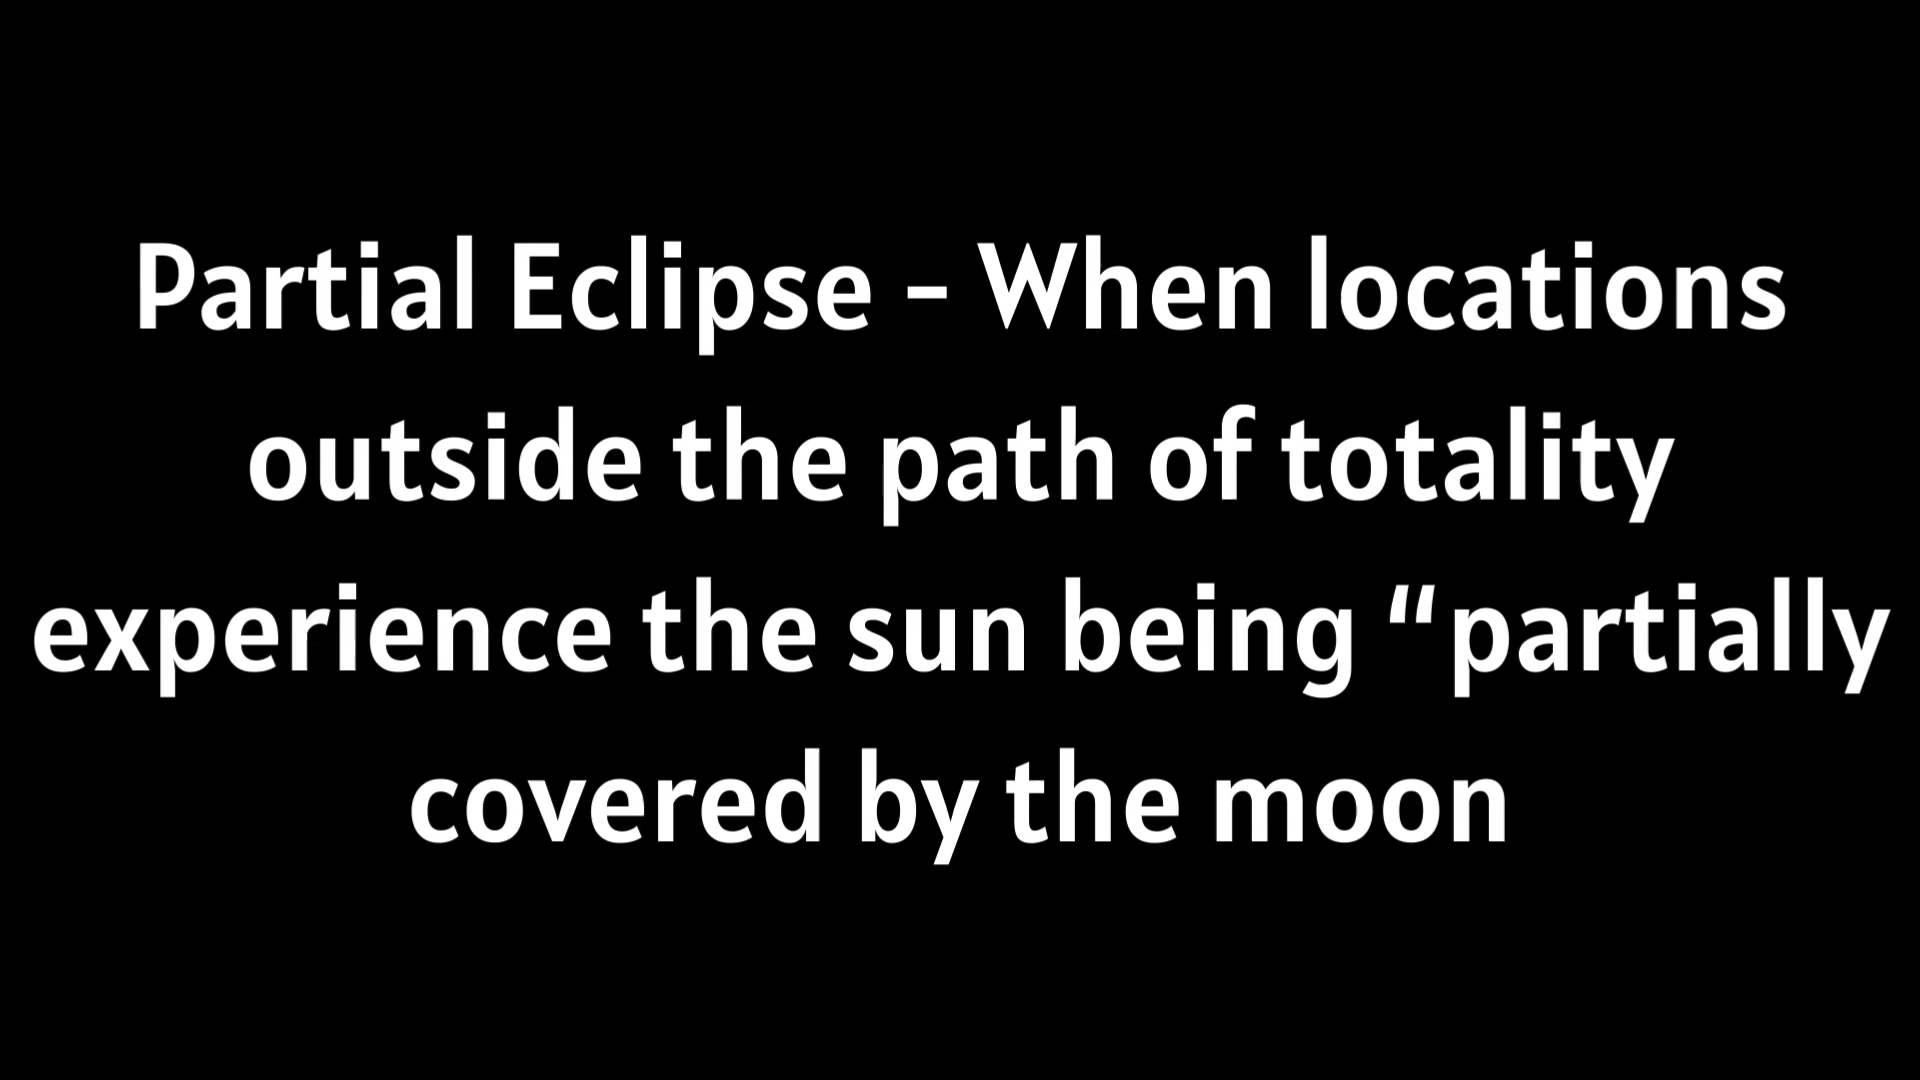 Partial Eclipse - When locations
outside the path of totality
experience the sun being “partially
covered by the moon